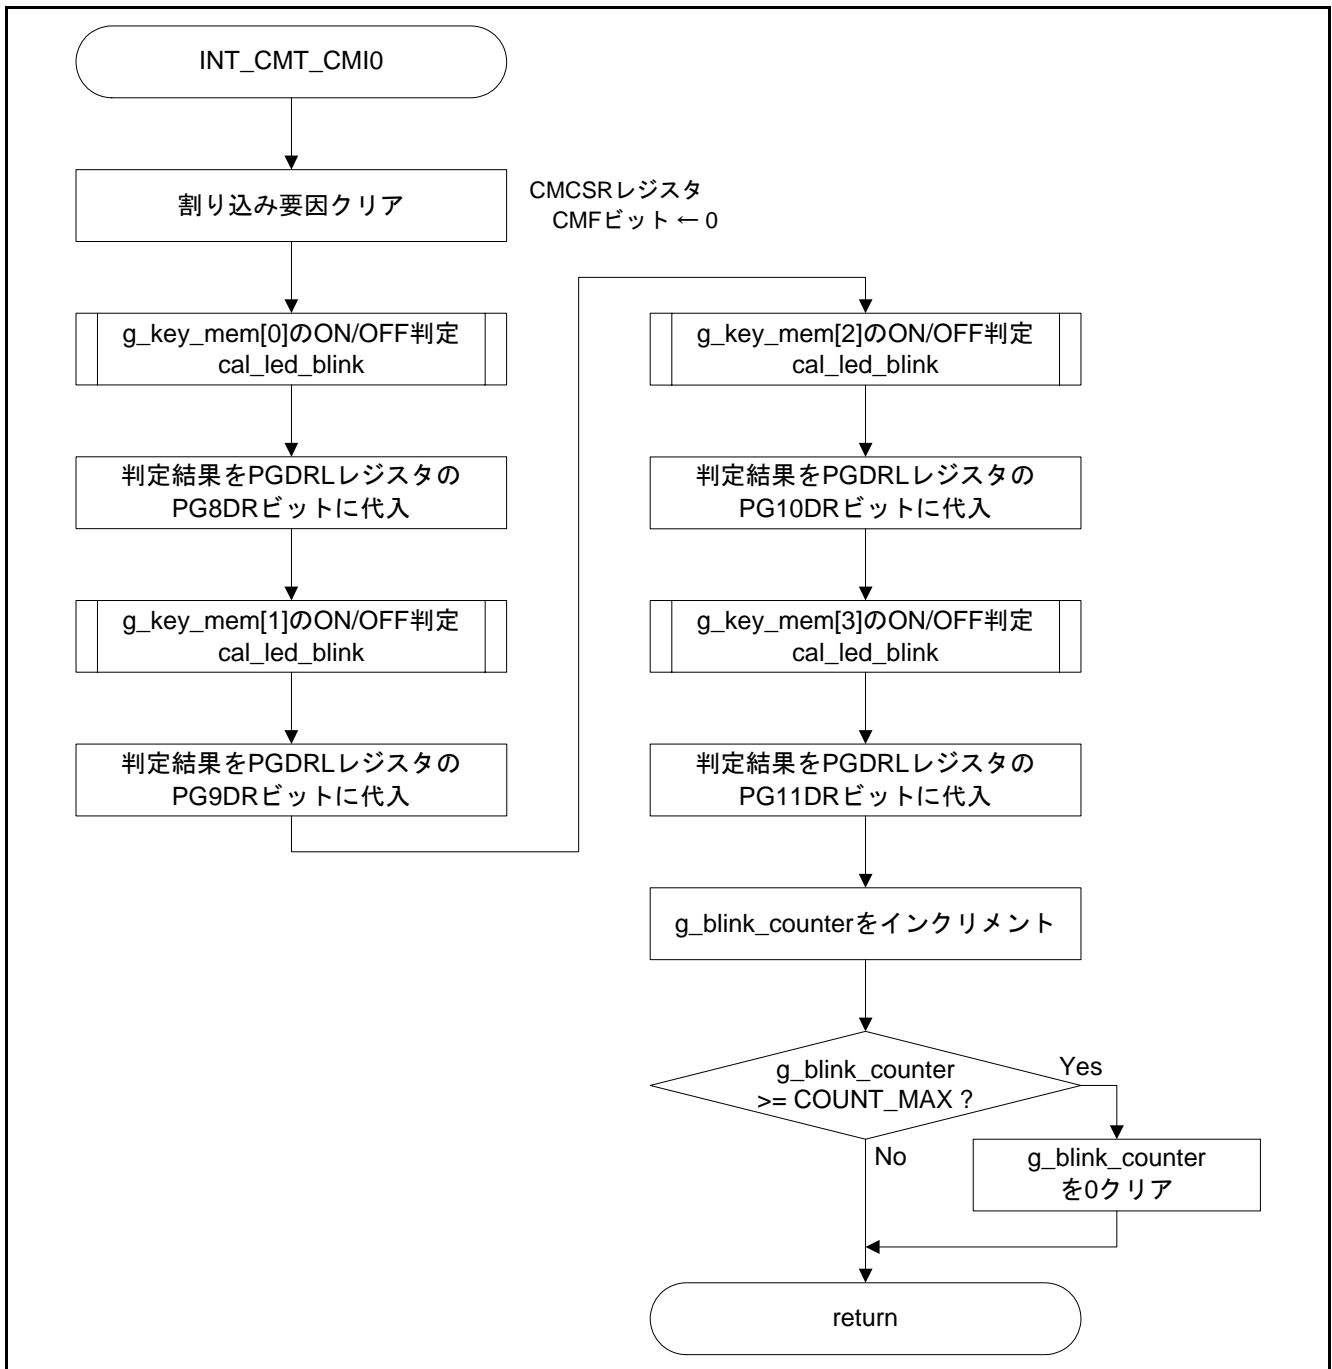 INT_CMT_CMI0
割り込み要因クリア
CMCSRレジスタ
CMFビット ← 0
g_key_mem[0]のON/OFF判定
cal_led_blink
判定結果をPGDRLレジスタの
PG8DRビットに代入
g_key_mem[1]のON/OFF判定
cal_led_blink
判定結果をPGDRLレジスタの
PG9DRビットに代入
g_key_mem[2]のON/OFF判定
cal_led_blink
判定結果をPGDRLレジスタの
PG10DRビットに代入
g_key_mem[3]のON/OFF判定
cal_led_blink
判定結果をPGDRLレジスタの
PG11DRビットに代入
g_blink_counterをインクリメント
g_blink_counter
>= COUNT_MAX ?
Yes
No
g_blink_counter
を0クリア
return